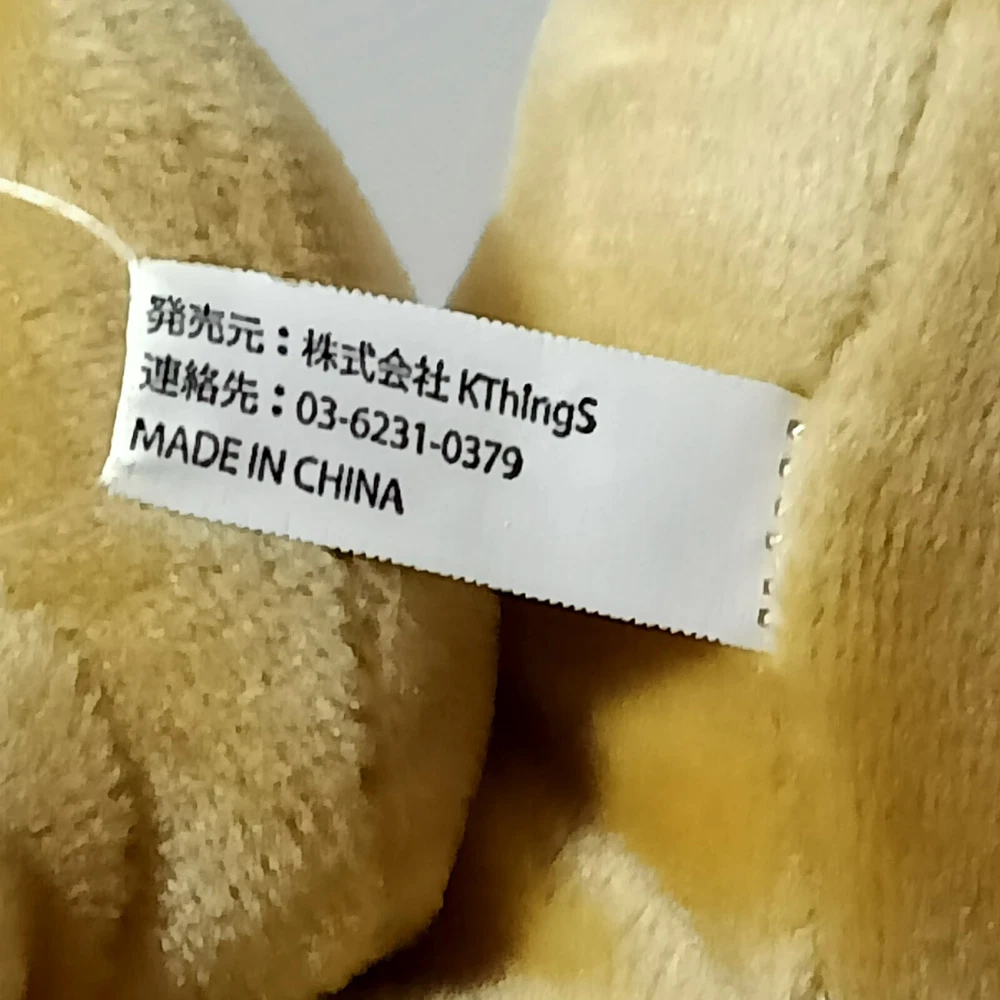 発売元：株式会社 KThingS
連絡先：03-6231-0379
MADE IN CHINA